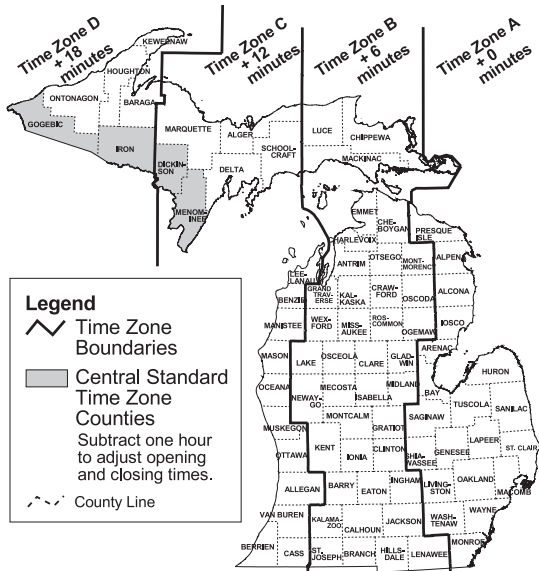 Time Zone D
+ 18
minutes
Time Zone C
+ 12
minutes
Time Zone B
+ 6
minutes
Time Zone A
+ 0
minutes
KEWEENAW
HOUGHTON
ONTONAGON
BARAGA
GOGEBIC
IRON
MARQUETTE
DICKIN-
SON
MENOM-
INEE
ALGER
DELTA
SCHOOL-
CRAFT
LUCE
CHIPPEWA
MACKINAC
EMMET
CHE-
BOYGAN
PRESQUE
ISLE
CHARLEVOIX
ANTRIM
OTSEGO
MONT-
MORENCY
ALPENA
LEE-
LANAU
BENZIE
GRAND
TRAV-
ERSE
KAL-
KASKA
CRAW-
FORD
OSCODA
ALCONA
MANISTEE
WEX-
FORD
MISS-
AUKEE
ROS-
COMMON
OGEMAW
IOSCO
ARENAC
MASON
LAKE
OSCEOLA
CLARE
GLAD-
WIN
HURON
OCEANA
NEWAY-
GO
MECOSTA
ISABELLA
MIDLAND
BAY
TUSCOLA
SANILAC
MUSKEGON
MONTCALM
GRATIOT
SAGINAW
LAPEER
ST. CLAIR
OTTAWA
KENT
IONIA
CLINTON
SHIA-
WASSEE
GENESEE
ALLEGAN
BARRY
EATON
INGHAM
LIVING-
STON
OAKLAND
MACOMB
VAN BUREN
KALAMA-
ZOO
CALHOUN
JACKSON
WASH-
TENAW
WAYNE
BERRIEN
CASS
ST.
JOSEPH
BRANCH
HILLS-
DALE
LENAWEE
MONROE
Legend
Time Zone
Boundaries
Central Standard
Time Zone
Counties
Subtract one hour
to adjust opening
and closing times.
County Line